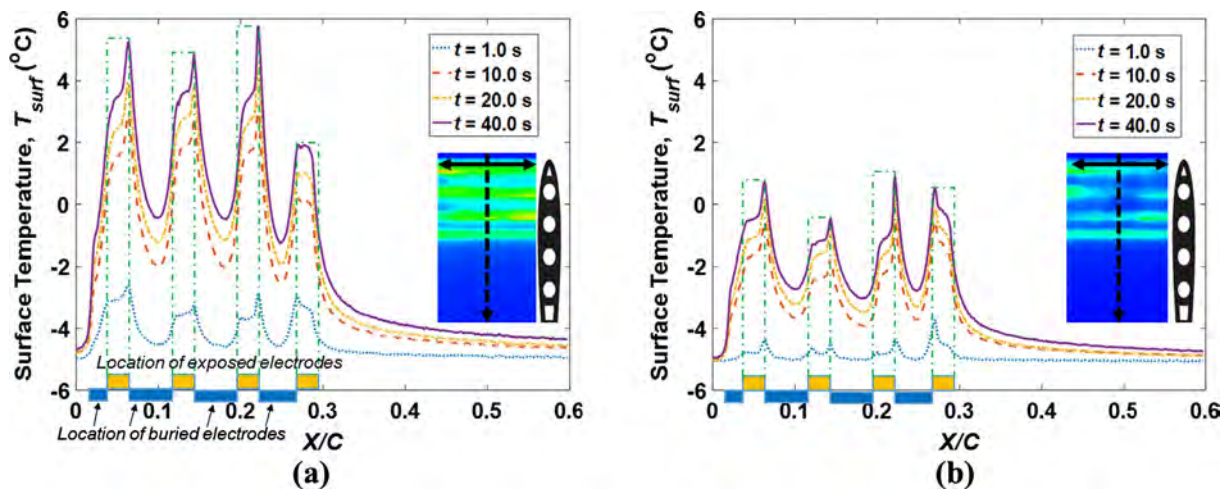 6
4
2
0
-2
-4
-6
Surface Temperature, T_surf (°C)
t = 1.0 s
t = 10.0 s
t = 20.0 s
t = 40.0 s
Location of exposed electrodes
0 0.1 0.2 0.3 0.4 0.5 0.6
Location of buried electrodes
X/C
(a)
6
4
2
0
-2
-4
-6
Surface Temperature, T_surf (°C)
t = 1.0 s
t = 10.0 s
t = 20.0 s
t = 40.0 s
0 0.1 0.2 0.3 0.4 0.5 0.6
X/C
(b)